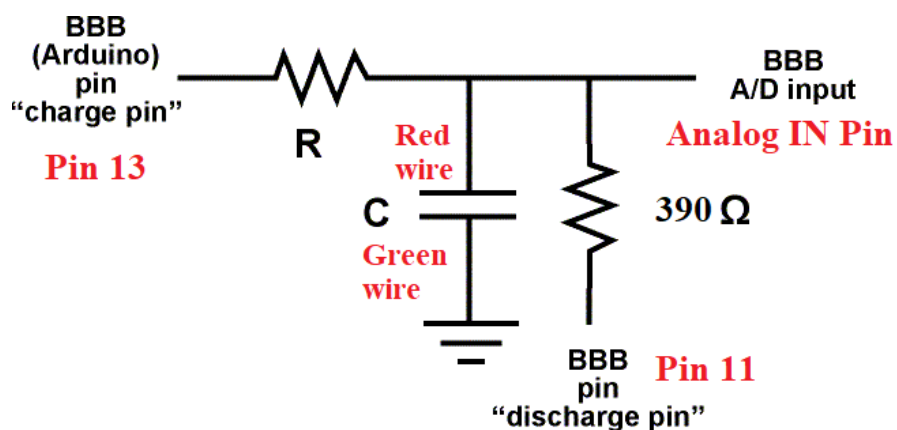 BBB
(Arduino)
pin
“charge pin”
Pin 13
R
Red
wire
C
Green
wire
BBB
A/D input
Analog IN Pin
390 Ω
BBB
pin
“discharge pin”
Pin 11